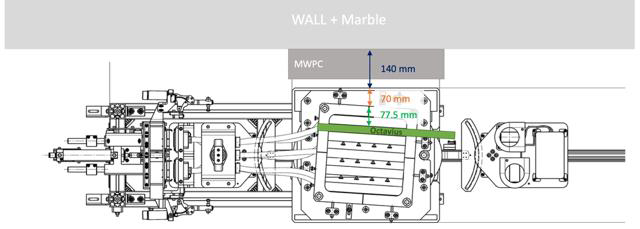 WALL + Marble
MWPC
140 mm
70 mm
77.5 mm
Octavius